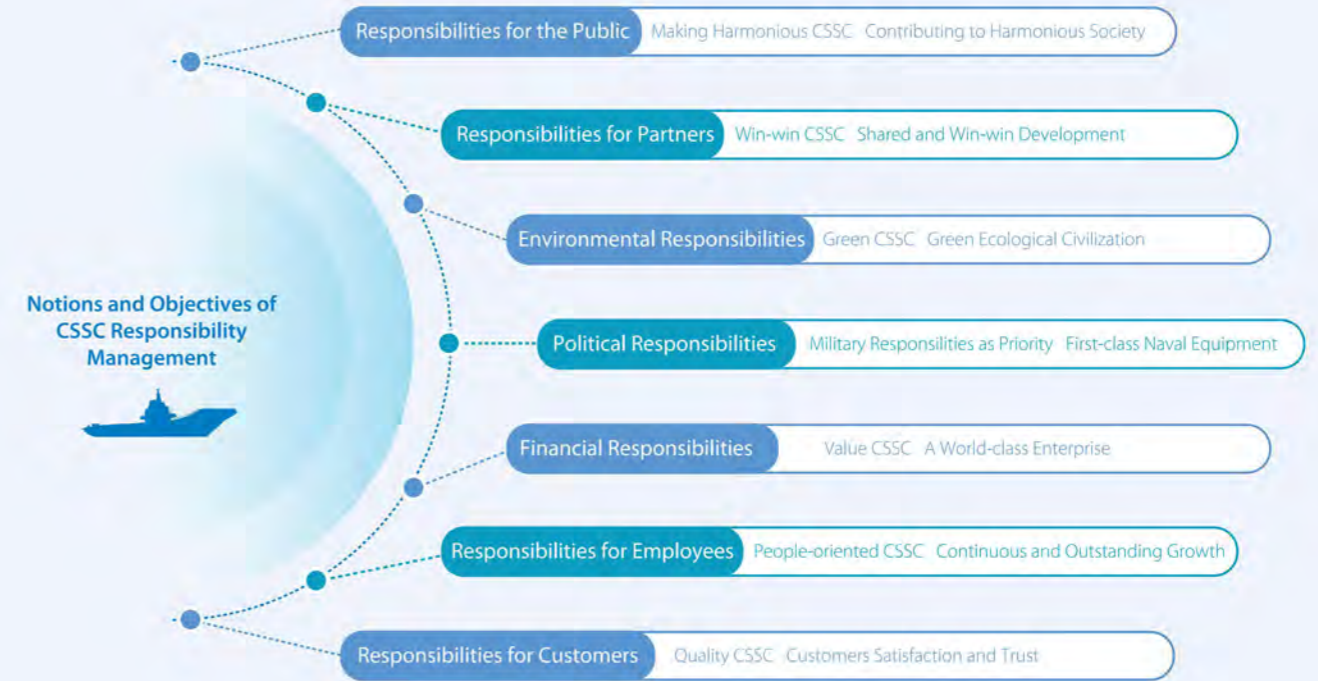 Responsibilities for the Public Making Harmonious CSSC Contributing to Harmonious Society
Responsibilities for Partners Win-win CSSC Shared and Win-win Development
Environmental Responsibilities Green CSSC Green Ecological Civilization
Notions and Objectives of
CSSC Responsibility
Management
Political Responsibilities Military Responsilities as Priority First-class Naval Equipment
Financial Responsibilities Value CSSC A World-class Enterprise
Responsibilities for Employees People-oriented CSSC Continuous and Outstanding Growth
Responsibilities for Customers Quality CSSC Customers Satisfaction and Trust